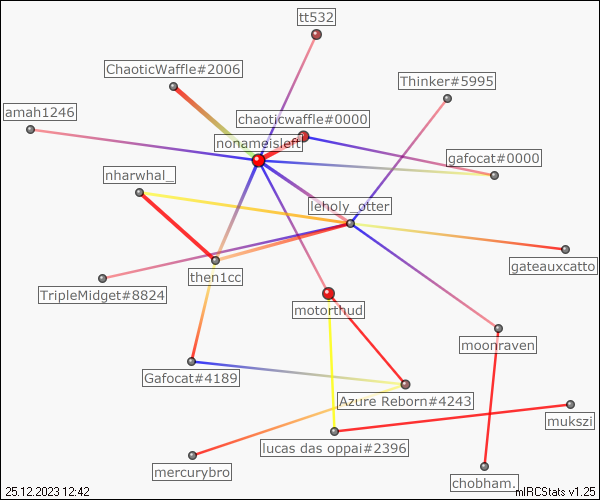 tt532
ChaoticWaffle#2006
Thinker#5995
amah1246
chaoticwaffle#0000
nonameisleft
gafocat#0000
nharwhal_
leholy_otter
gateauxcatto
then1cc
TripleMidget#8824
motorthud
moonraven
Gafocat#4189
Azure Reborn#4243
mukszi
lucas das oppai#2396
mercurybro
chobham.
25.12.2023 12:42
mIRCStats v1.25